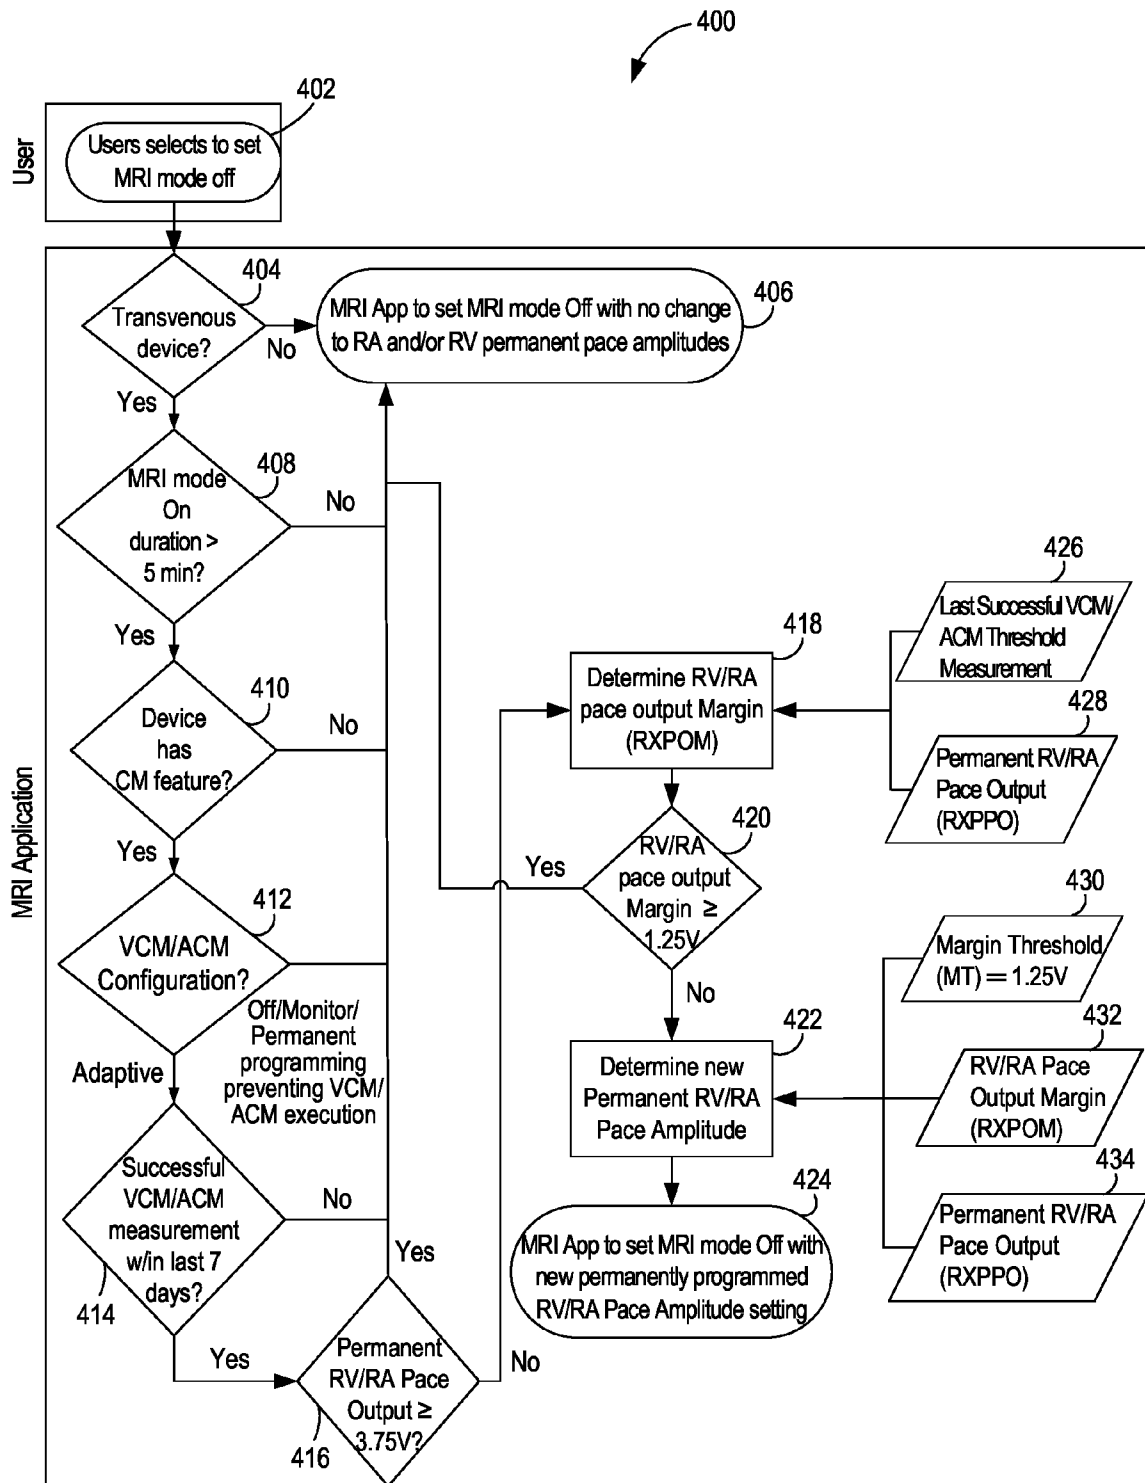 400
402
User
Users selects to set
MRI mode off
MRI Application
404
Transvenous
device?
No
Yes
406
MRI App to set MRI mode Off with no change
to RA and/or RV permanent pace amplitudes
408
MRI mode
On
duration >
5 min?
No
Yes
410
Device
has
CM feature?
No
Yes
412
VCM/ACM
Configuration?
Off/Monitor/
Permanent
programming
preventing VCM/
ACM execution
Adaptive
Successful
VCM/ACM
measurement
w/in last 7
days?
414
No
Yes
Permanent
RV/RA Pace
Output ≥
3.75V?
416
Yes
No
418
Determine RV/RA
pace output Margin
(RXPOM)
420
RV/RA
pace output
Margin ≥
1.25V
Yes
No
422
Determine new
Permanent RV/RA
Pace Amplitude
424
MRI App to set MRI mode Off with
new permanently programmed
RV/RA Pace Amplitude setting
426
Last Successful VCM/
ACM Threshold
Measurement
428
Permanent RV/RA
Pace Output
(RXPPO)
430
Margin Threshold
(MT) = 1.25V
432
RV/RA Pace
Output Margin
(RXPOM)
434
Permanent RV/RA
Pace Output
(RXPPO)